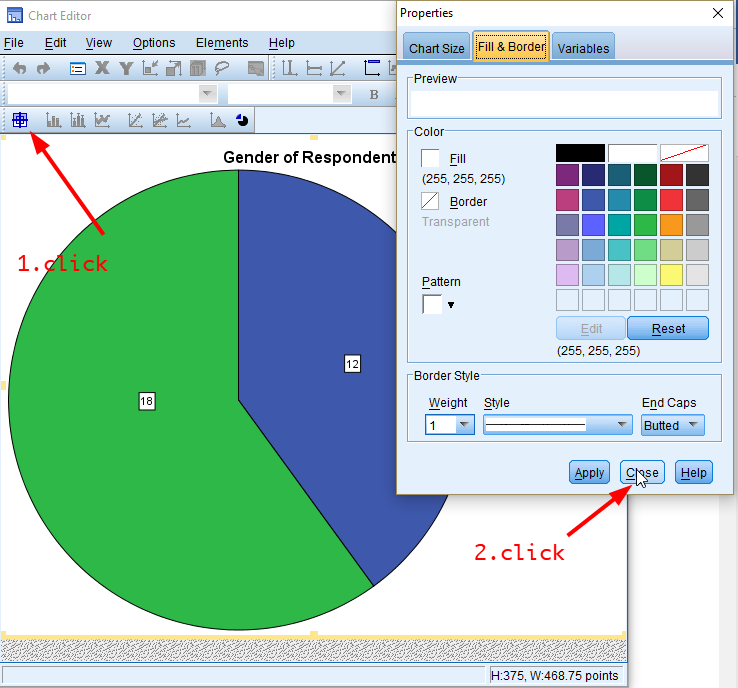 Chart Editor
File Edit View Options Elements Help
X Y
B
Gender of Respondent
1.click
12
18
H:375, W:468.75 points
Properties
Chart Size Fill & Border Variables
Preview
Color
Fill
(255, 255, 255)
Border
Transparent
Pattern
Edit Reset
(255, 255, 255)
Border Style
Weight Style End Caps
1 Butted
Apply Close Help
2.click